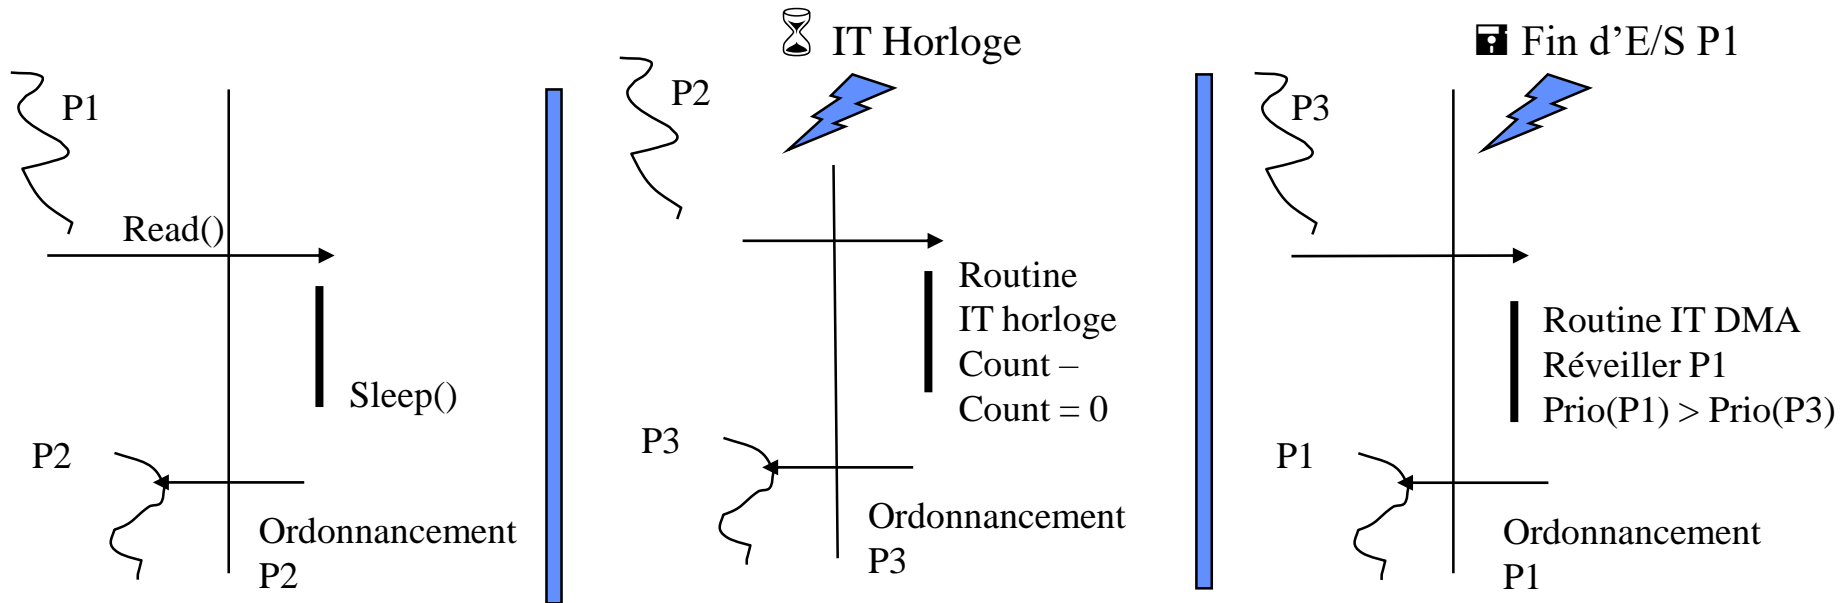 P1
Read()
Sleep()
P2
Ordonnancement
P2
IT Horloge
P2
Routine
IT horloge
Count –
Count = 0
P3
Ordonnancement
P3
Fin d’E/S P1
P3
Routine IT DMA
Réveiller P1
Prio(P1) > Prio(P3)
P1
Ordonnancement
P1